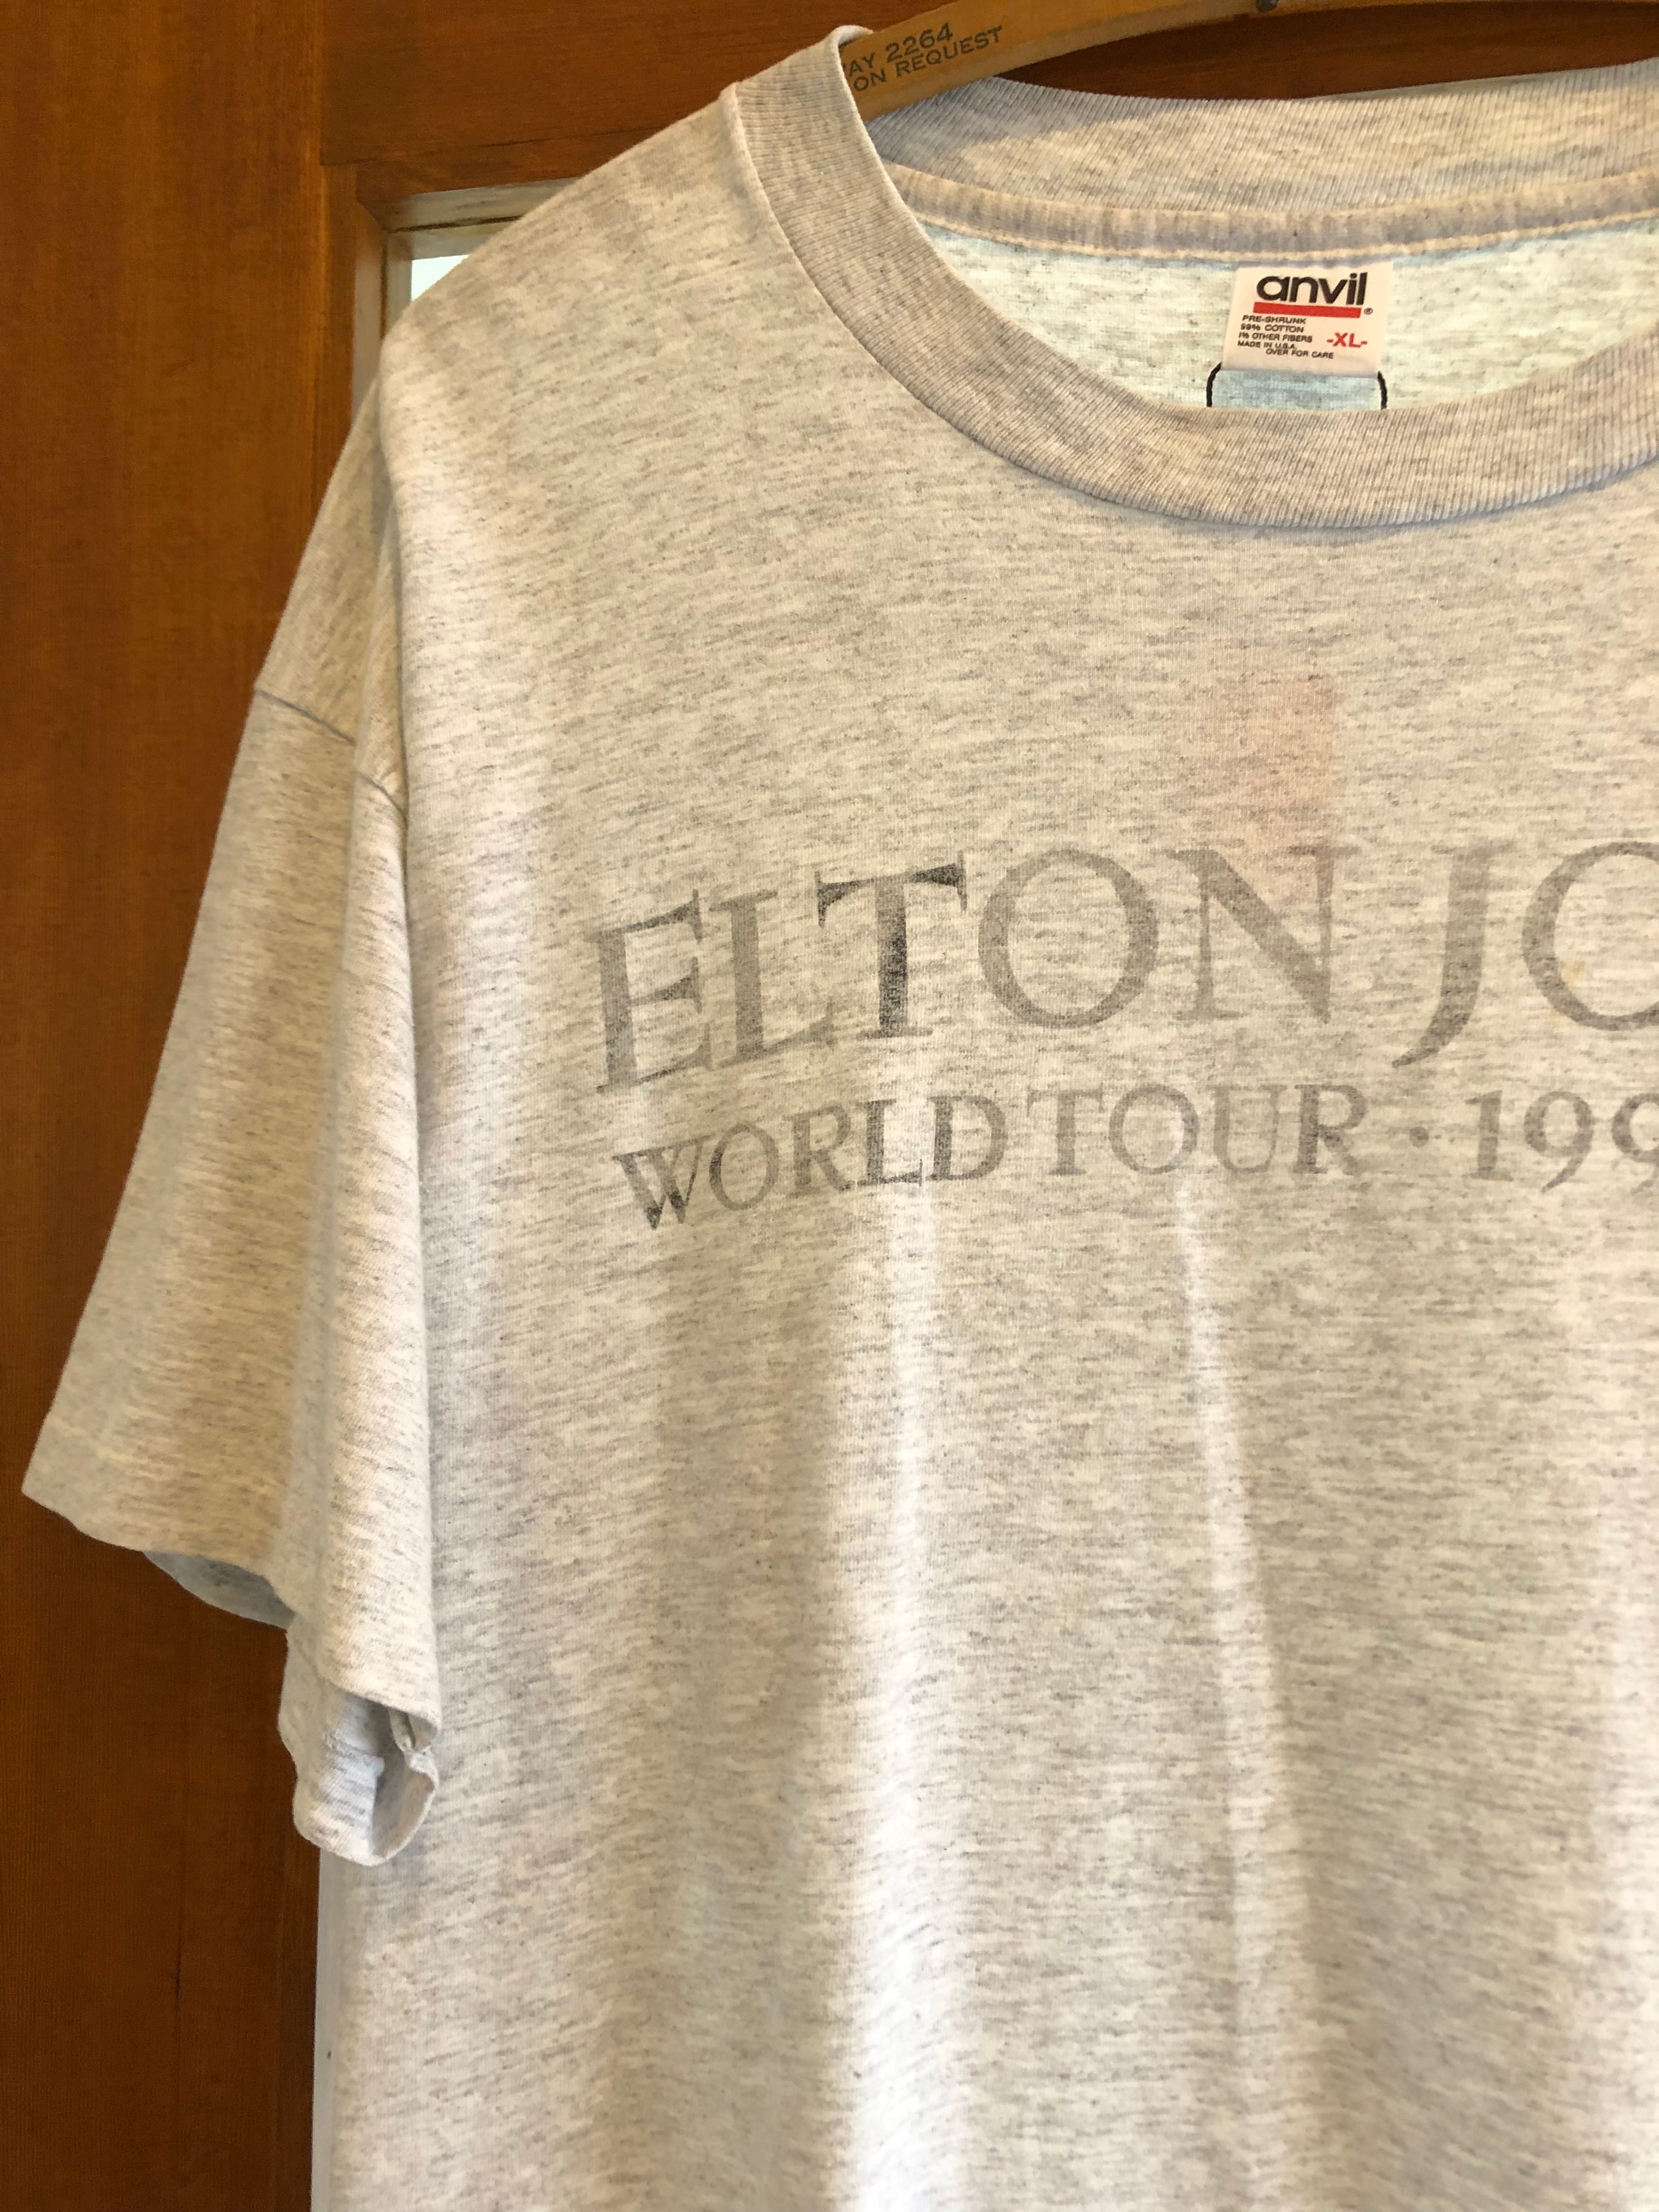 AY 2264
ON REQUEST
anvil®
PRE-SHRUNK
99% COTTON
1% OTHER FIBERS
-XL-
MADE IN U.S.A.
OVER FOR CARE
ELTON JO
WORLD TOUR · 199